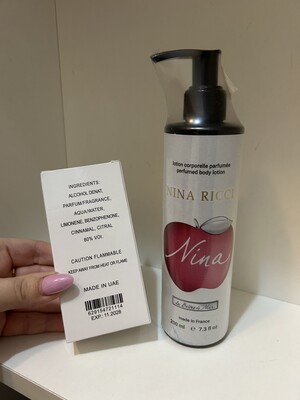 INGREDIENTS:
ALCOHOL DENAT,
PARFUM/FRAGRANCE,
AQUA/WATER,
LIMONENE, BENZOPHENONE,
CINNAMAL, CITRAL
80% VOL.
CAUTION FLAMMABLE
KEEP AWAY FROM HEAT OR FLAME.
MADE IN UAE
6291547211114
EXP: 11.2028
lotion corporelle parfumée
perfumed body lotion
NINA RICCI
Nina
made in France
200 ml e 7.3 fl oz